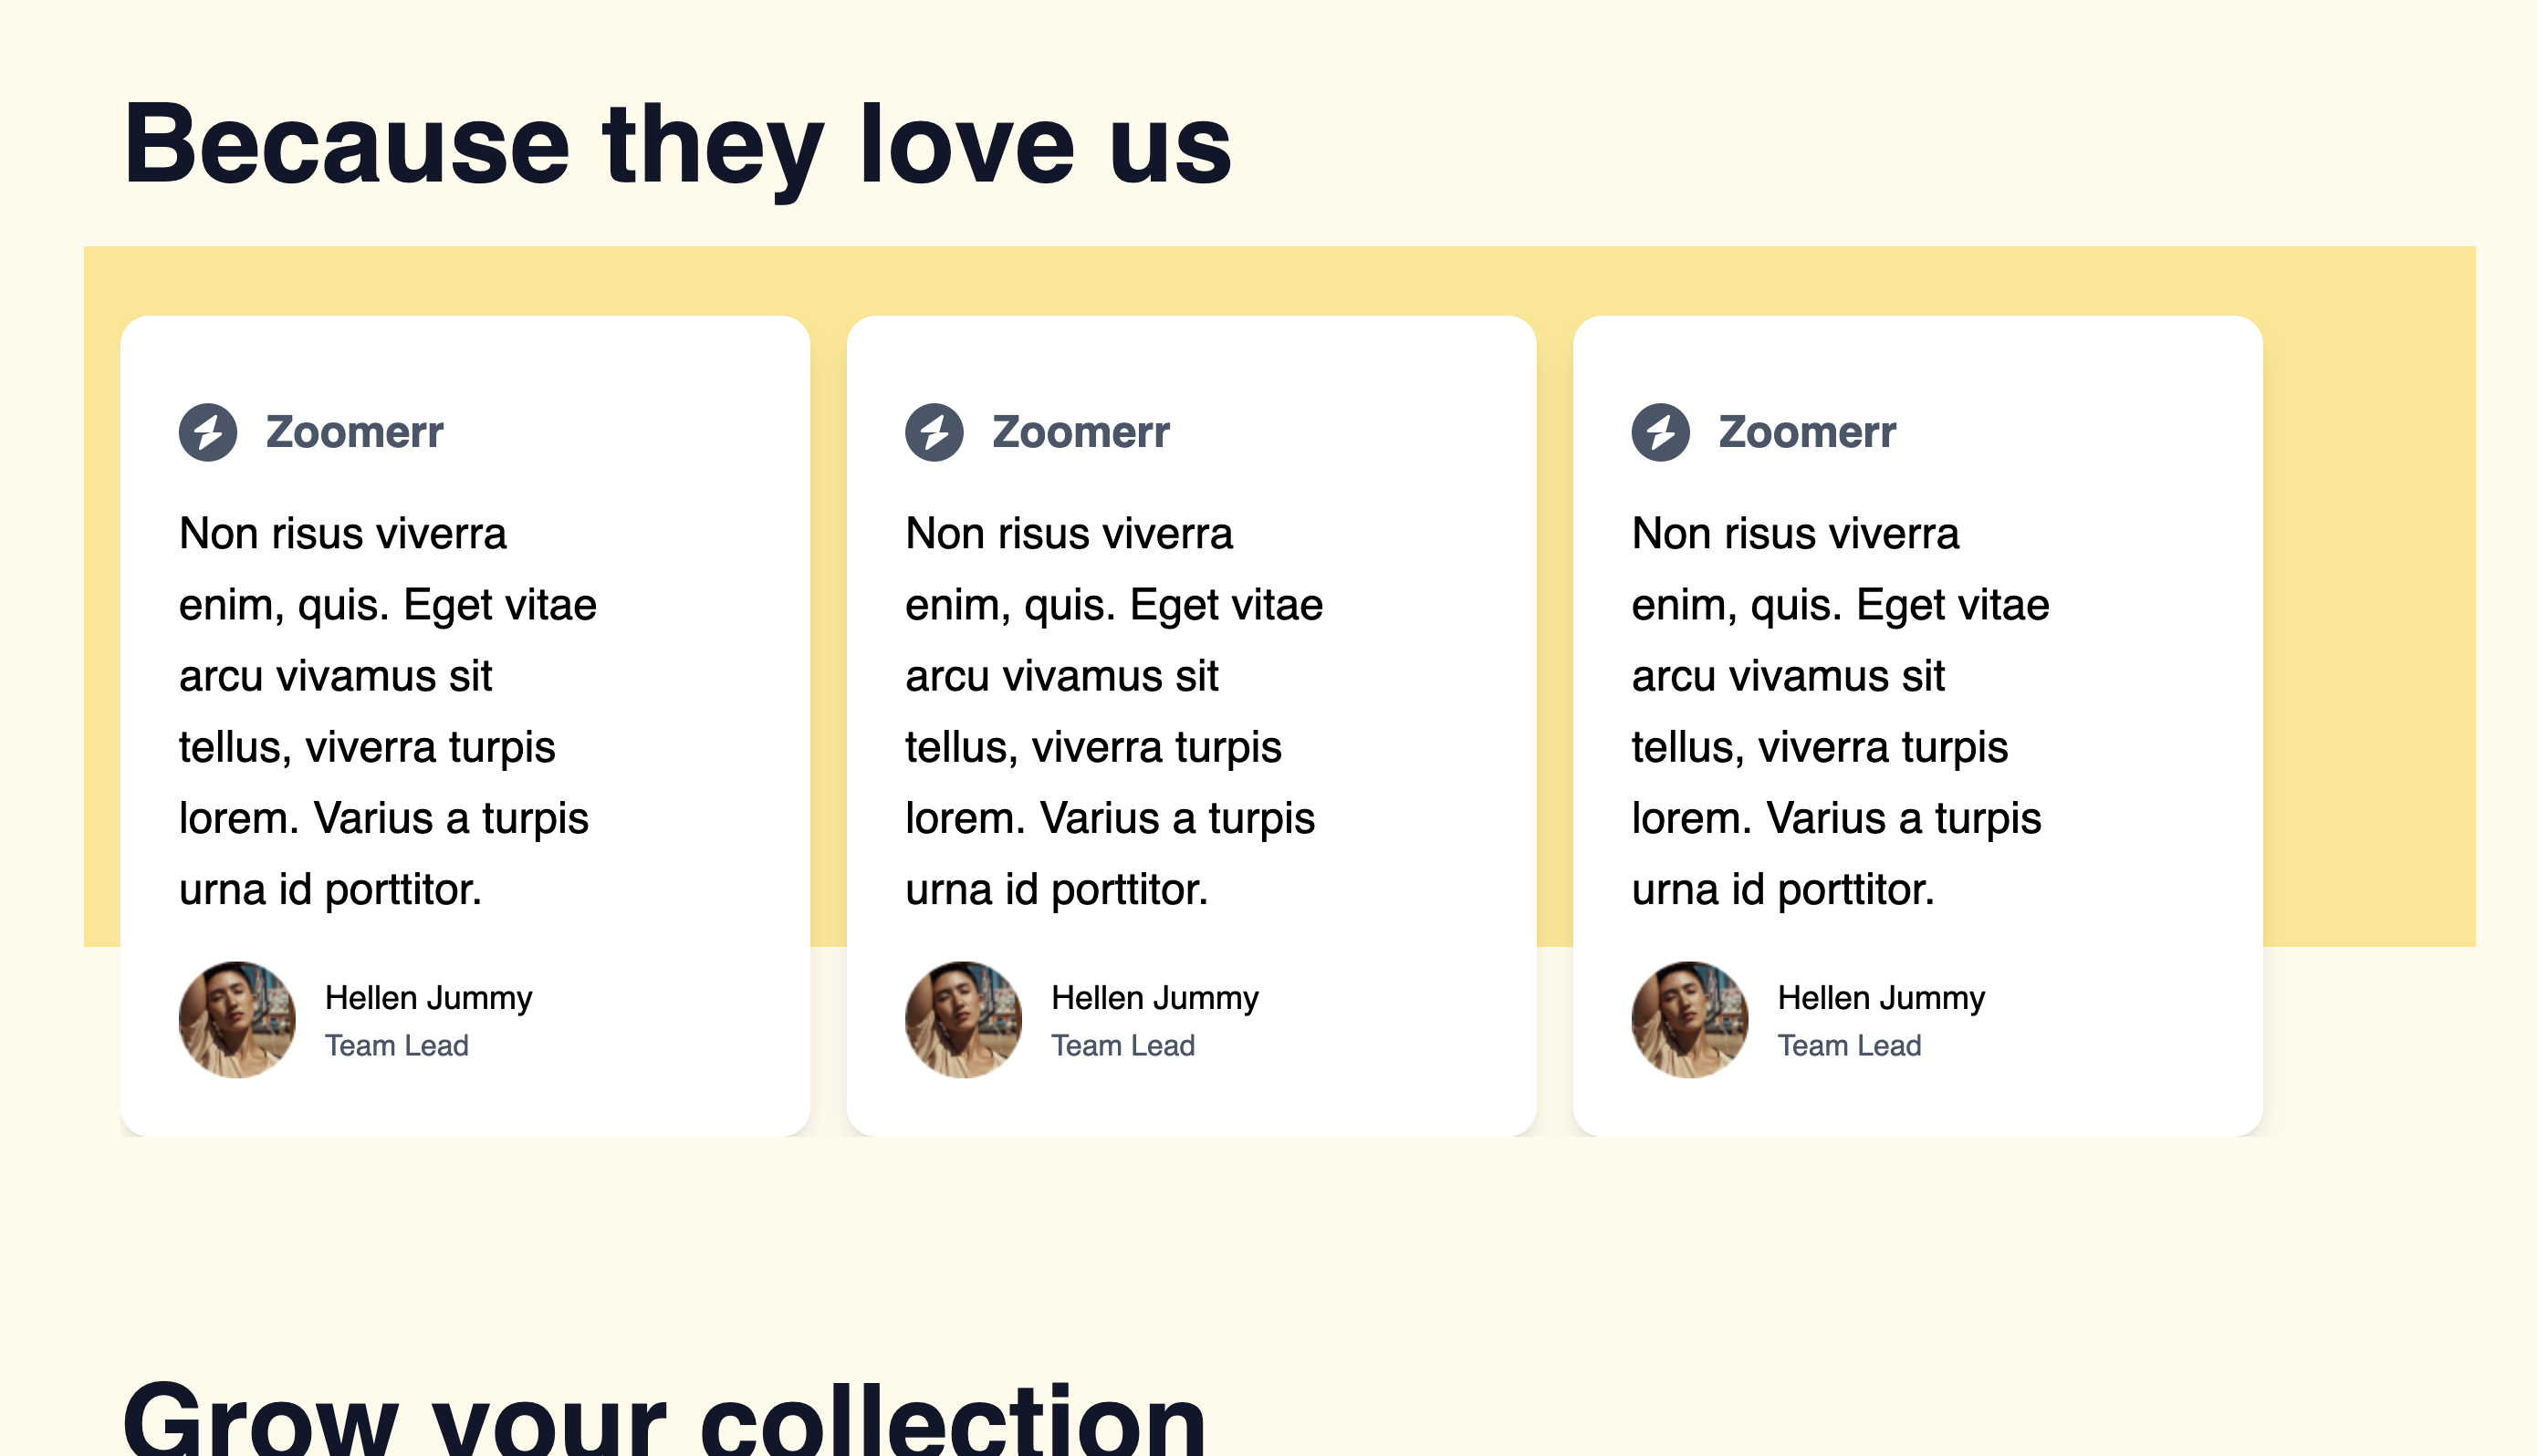 Because they love us
Zoomerr
Non risus viverra
enim, quis. Eget vitae
arcu vivamus sit
tellus, viverra turpis
lorem. Varius a turpis
urna id porttitor.
Hellen Jummy
Team Lead
Zoomerr
Non risus viverra
enim, quis. Eget vitae
arcu vivamus sit
tellus, viverra turpis
lorem. Varius a turpis
urna id porttitor.
Hellen Jummy
Team Lead
Zoomerr
Non risus viverra
enim, quis. Eget vitae
arcu vivamus sit
tellus, viverra turpis
lorem. Varius a turpis
urna id porttitor.
Hellen Jummy
Team Lead
Grow your collection